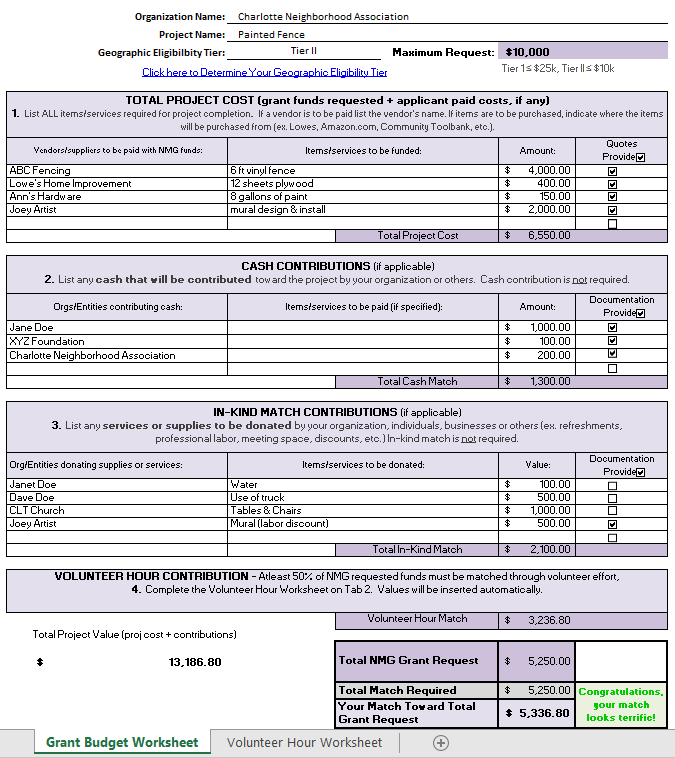 Organization Name: Charlotte Neighborhood Association
Project Name: Painted Fence
Geographic Eligibilbity Tier: Tier II Maximum Request: $10,000
Click here to Determine Your Geographic Eligibility Tier Tier 1≤ $25k, Tier II≤ $10k
TOTAL PROJECT COST (grant funds requested + applicant paid costs, if any)
1. List ALL items/services required for project completion. If a vendor is to be paid list the vendor's name. If items are to be purchased, indicate where the items
will be purchased from (ex. Lowes, Amazon.com, Community Toolbank, etc.).
Vendors/suppliers to be paid with NMG funds: Items/services to be funded: Amount: Quotes
Provided
ABC Fencing 6 ft vinyl fence $ 4,000.00
Lowe's Home Improvement 12 sheets plywood $ 400.00
Ann's Hardware 8 gallons of paint $ 150.00
Joey Artist mural design & install $ 2,000.00
Total Project Cost $ 6,550.00
CASH CONTRIBUTIONS (if applicable)
2. List any cash that will be contributed toward the project by your organization or others. Cash contribution is not required.
Orgs/Entities contributing cash: Items/services to be paid (if specified): Amount: Documentation
Provided
Jane Doe $ 1,000.00
XYZ Foundation $ 100.00
Charlotte Neighborhood Association $ 200.00
Total Cash Match $ 1,300.00
IN-KIND MATCH CONTRIBUTIONS (if applicable)
3. List any services or supplies to be donated by your organization, individuals, businesses or others (ex. refreshments,
professional labor, meeting space, discounts, etc.) In-kind match is not required.
Org/Entities donating supplies or services: Items/services to be donated: Value: Documentation
Provided
Janet Doe Water $ 100.00
Dave Doe Use of truck $ 500.00
CLT Church Tables & Chairs $ 1,000.00
Joey Artist Mural (labor discount) $ 500.00
Total In-Kind Match $ 2,100.00
VOLUNTEER HOUR CONTRIBUTION - Atleast 50% of NMG requested funds must be matched through volunteer effort,
4. Complete the Volunteer Hour Worksheet on Tab 2. Values will be inserted automatically.
Volunteer Hour Match $ 3,236.80
Total Project Value (proj cost + contributions)
$ 13,186.80
Total NMG Grant Request $ 5,250.00
Total Match Required $ 5,250.00
Your Match Toward Total
Grant Request $ 5,336.80
Congratulations,
your match
looks terrific!
Grant Budget Worksheet Volunteer Hour Worksheet